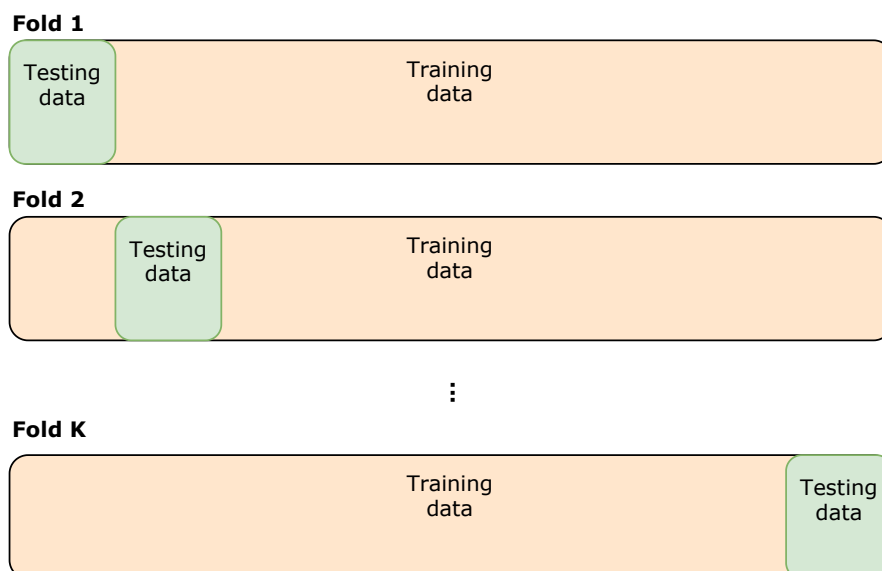 Fold 1
Testing
data
Training
data
Fold 2
Testing
data
Training
data
⋮
Fold K
Training
data
Testing
data